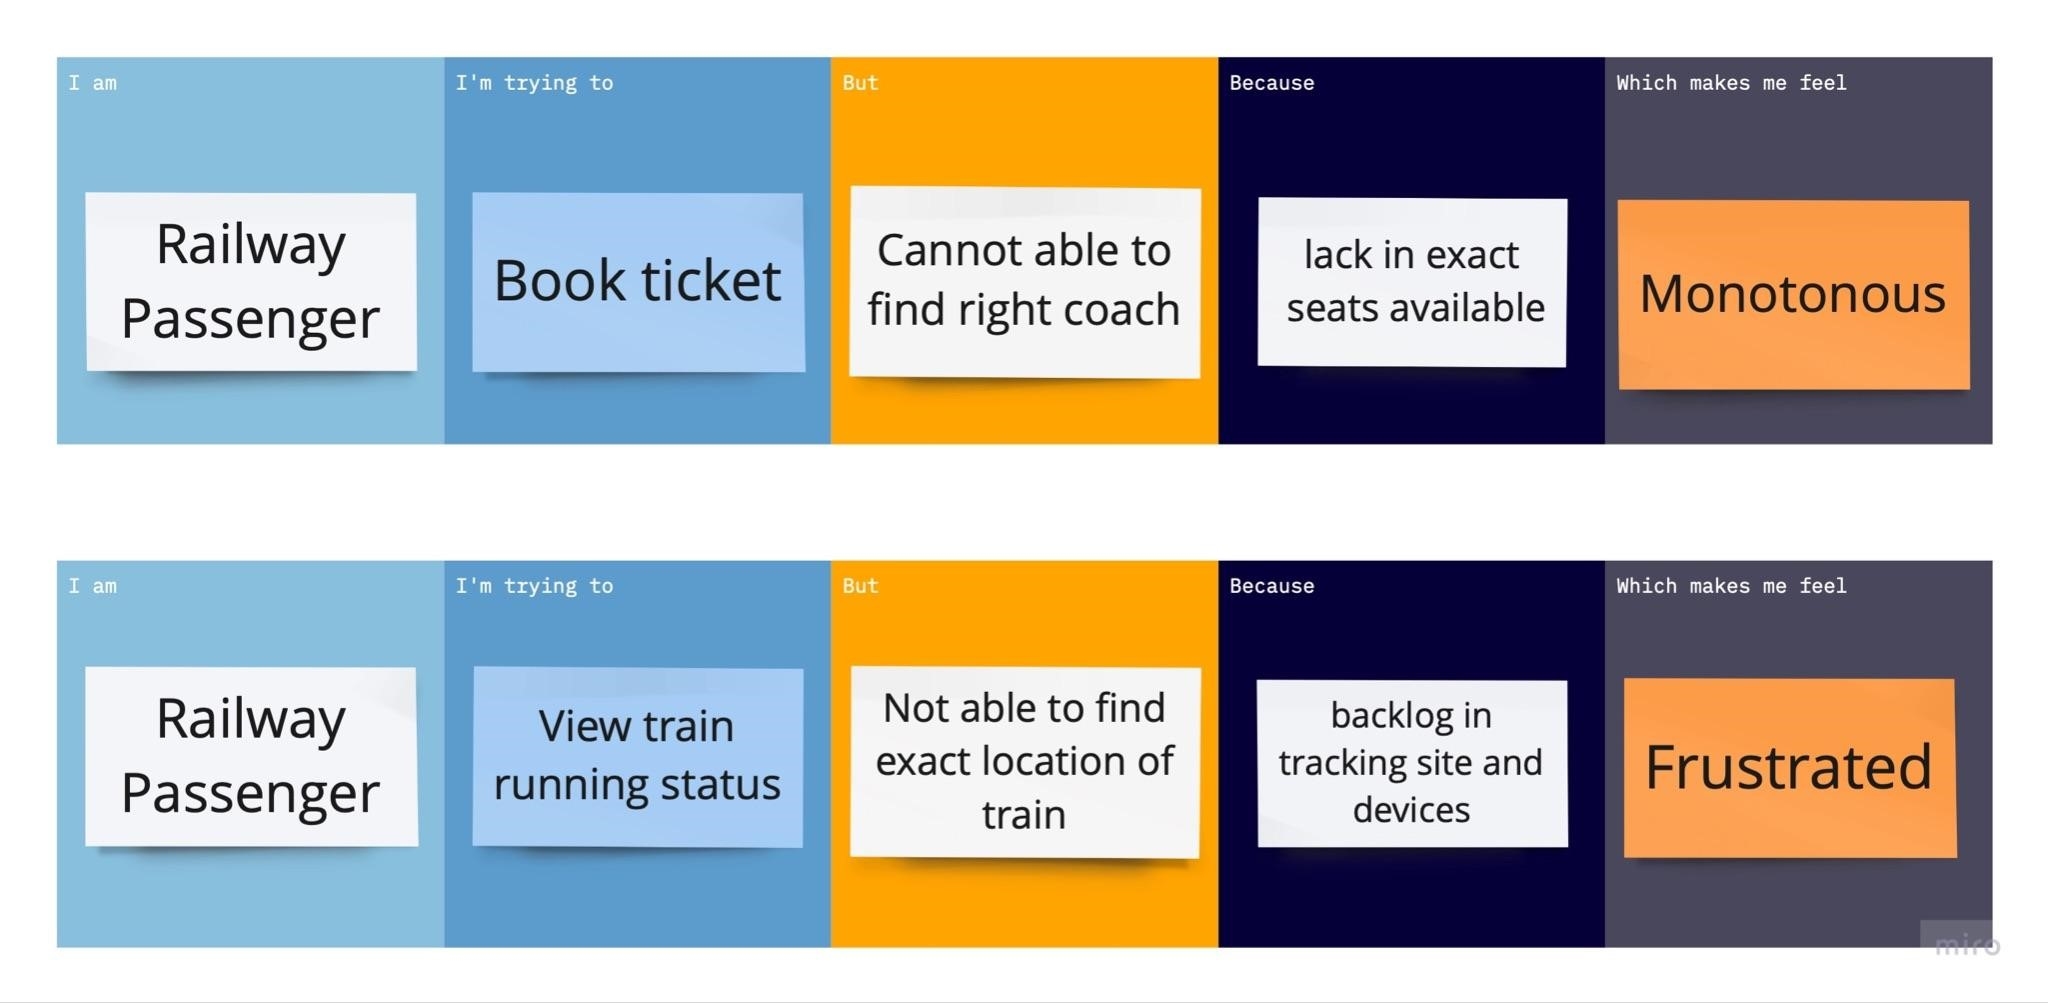 I am
I'm trying to
But
Because
Which makes me feel
Railway
Passenger
Book ticket
Cannot able to
find right coach
lack in exact
seats available
Monotonous
I am
I'm trying to
But
Because
Which makes me feel
Railway
Passenger
View train
running status
Not able to find
exact location of
train
backlog in
tracking site and
devices
Frustrated
miro